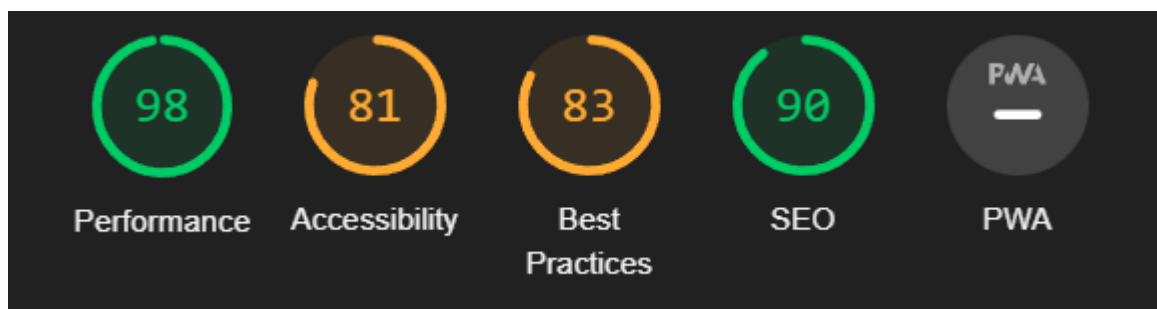 98
81
83
90
PWA
Performance
Accessibility
Best
Practices
SEO
PWA